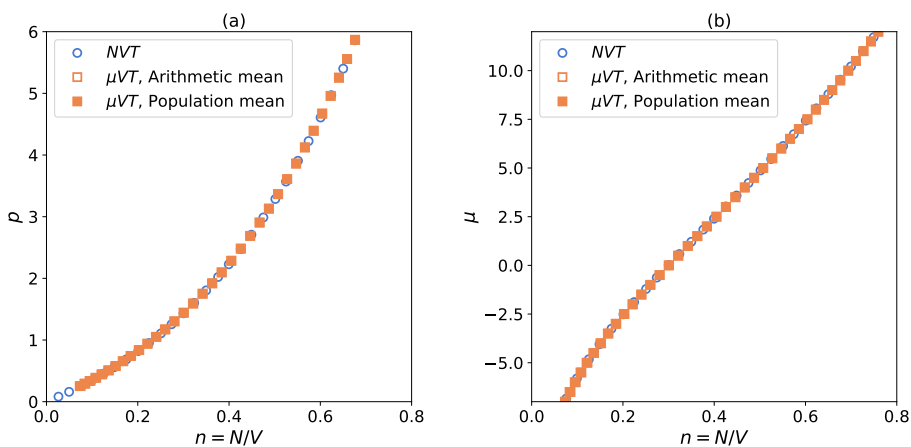 (a)
6
5
4
3
2
1
0
p
NVT
μVT, Arithmetic mean
μVT, Population mean
0.0 0.2 0.4 0.6 0.8
n = N/V
(b)
10.0
7.5
5.0
2.5
0.0
−2.5
−5.0
μ
NVT
μVT, Arithmetic mean
μVT, Population mean
0.0 0.2 0.4 0.6 0.8
n = N/V